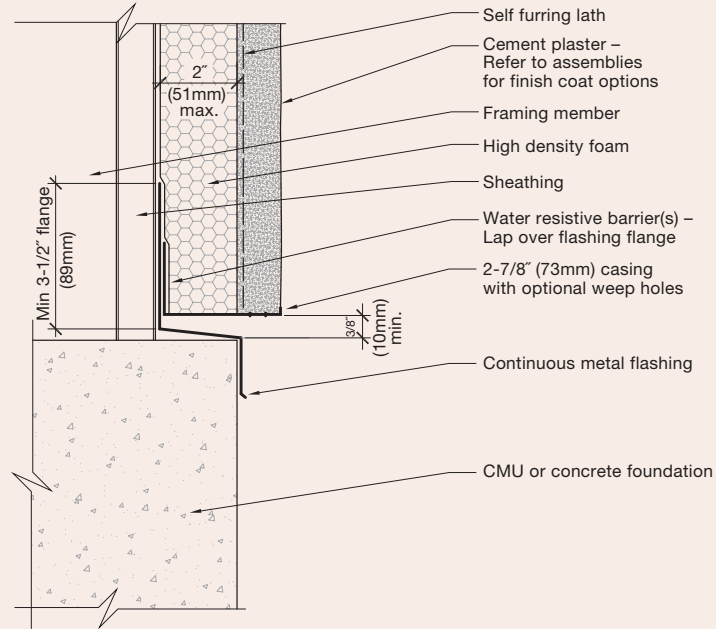 Self furring lath
Cement plaster –
Refer to assemblies
for finish coat options
2″
(51mm)
max.
Framing member
High density foam
Sheathing
Min 3-1/2″ flange
(89mm)
Water resistive barrier(s) –
Lap over flashing flange
2-7/8″ (73mm) casing
with optional weep holes
3/8″
(10mm)
min.
Continuous metal flashing
CMU or concrete foundation